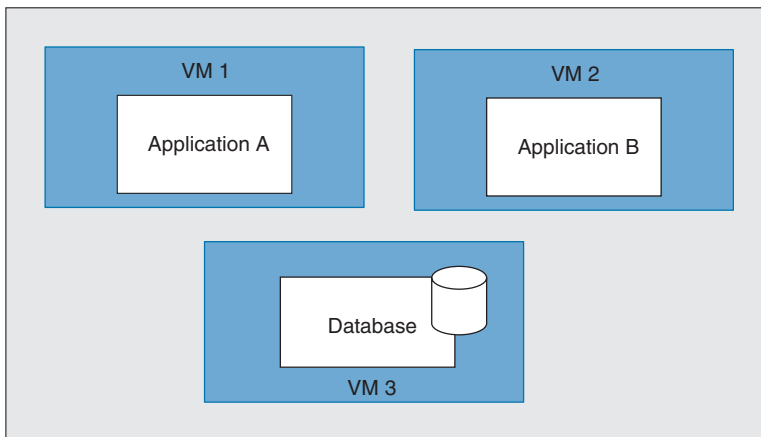 VM 1
Application A
VM 2
Application B
Database
VM 3